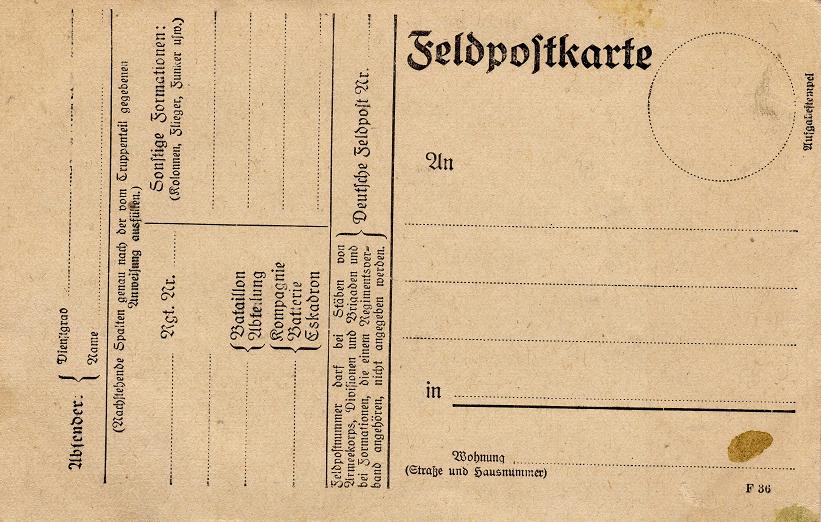 Absender:
Dienstgrad
Name
(Nachstehende Spalten genau nach der vom Truppenteil gegebenen
Anweisung ausfüllen.)
Sonstige Formationen:
(Kolonnen, Flieger, Funker usw.)
Rgt. Nr.
Bataillon
Abteilung
Kompagnie
Batterie
Eskadron
Feldpostnummer darf bei Stäben von
Armeekorps, Divisionen und Brigaden und
bei Formationen, die einem Regimentsver-
band angehören, nicht angegeben werden.
Deutsche Feldpost Nr.
Feldpostkarte
Aufgabestempel
An
in
Wohnung
(Straße und Hausnummer)
F 36